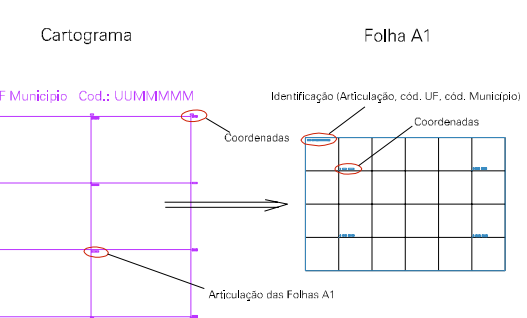 Cartograma
Folha A1
F Municipio Cod.: UUMMMMM
Identificação (Articulação, cód. UF, cód. Município)
Coordenadas
Coordenadas
Articulação das Folhas A1